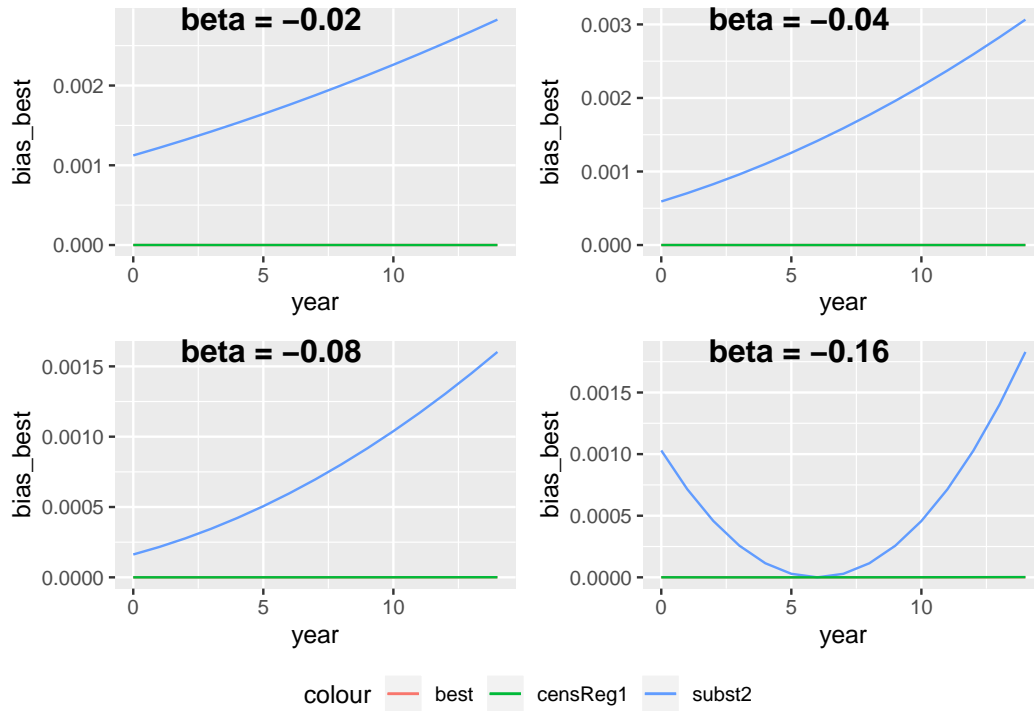 beta = −0.02
bias_best
0.002
0.001
0.000
0 5 10
year
beta = −0.04
bias_best
0.003
0.002
0.001
0.000
0 5 10
year
beta = −0.08
bias_best
0.0015
0.0010
0.0005
0.0000
0 5 10
year
beta = −0.16
bias_best
0.0015
0.0010
0.0005
0.0000
0 5 10
year
colour best censReg1 subst2